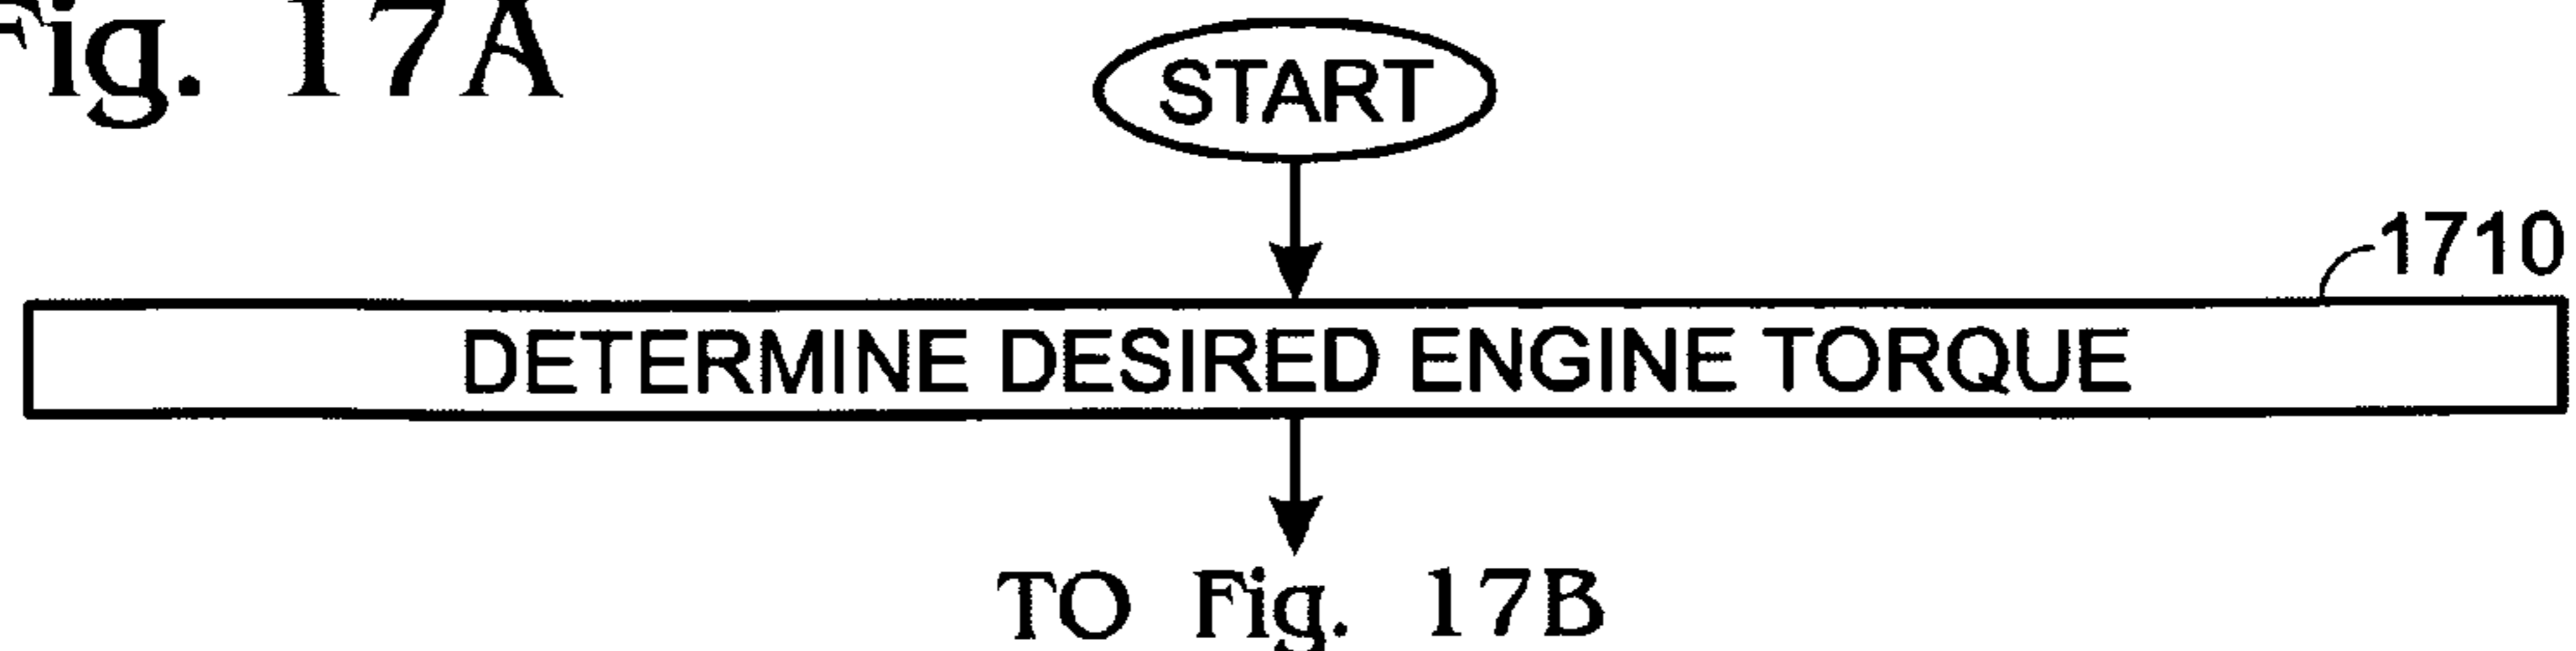 Fig. 17A
START
1710
DETERMINE DESIRED ENGINE TORQUE
TO Fig. 17B